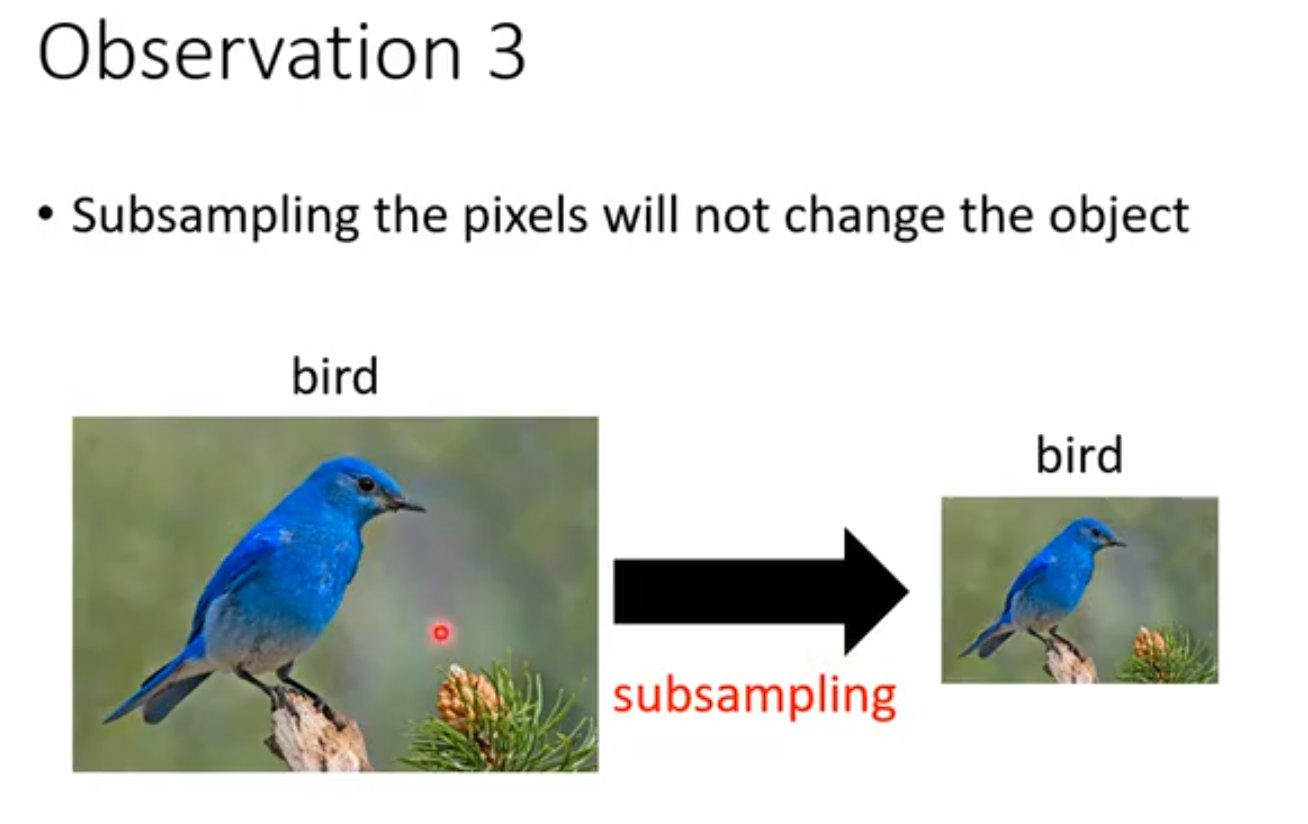 Observation 3
• Subsampling the pixels will not change the object
bird
bird
subsampling